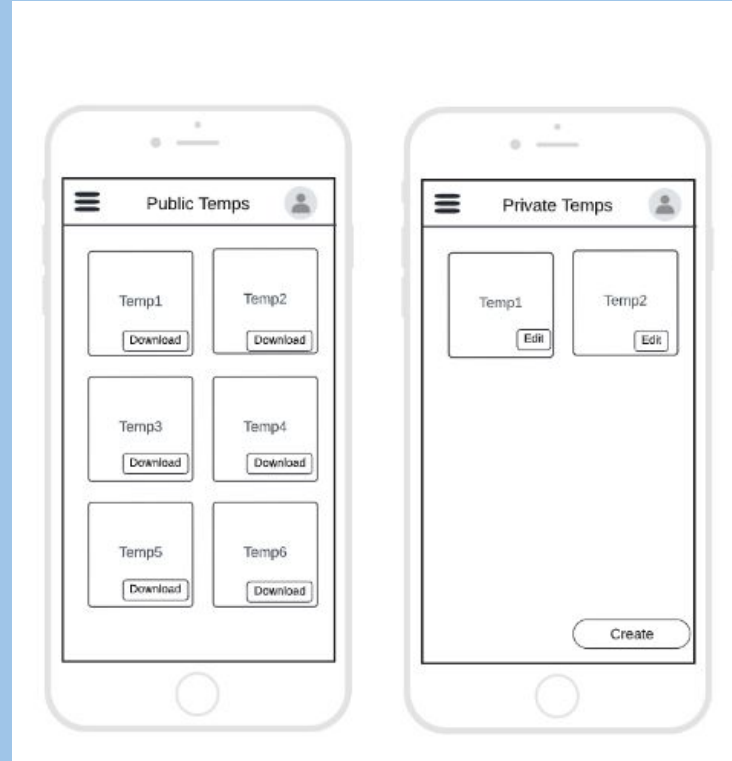 Public Temps
Temp1
Temp2
Download
Download
Temp3
Temp4
Download
Download
Temp5
Temp6
Download
Download
Private Temps
Temp1
Temp2
Edit
Edit
Create